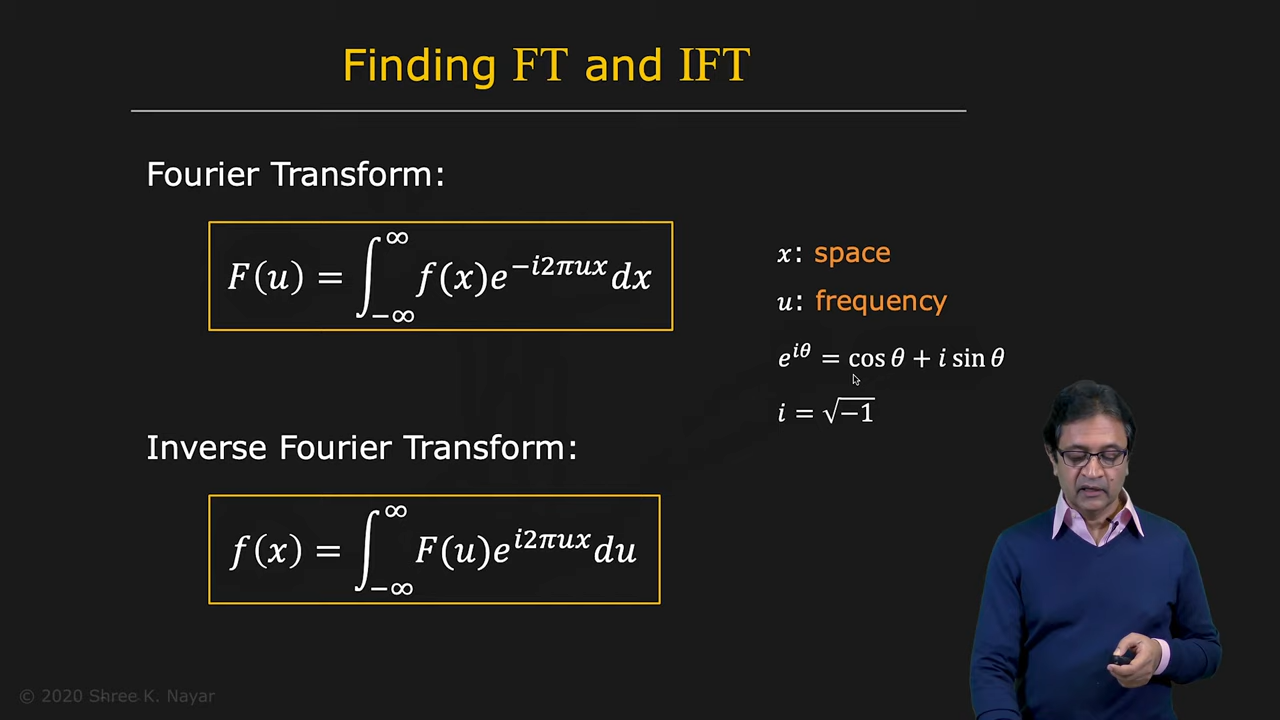 Finding FT and IFT
Fourier Transform:
F(u) = ∫_{-∞}^{∞} f(x)e^{-i2πux}dx
x: space
u: frequency
e^{iθ} = cos θ + i sin θ
i = √-1
Inverse Fourier Transform:
f(x) = ∫_{-∞}^{∞} F(u)e^{i2πux}du
© 2020 Shree K. Nayar